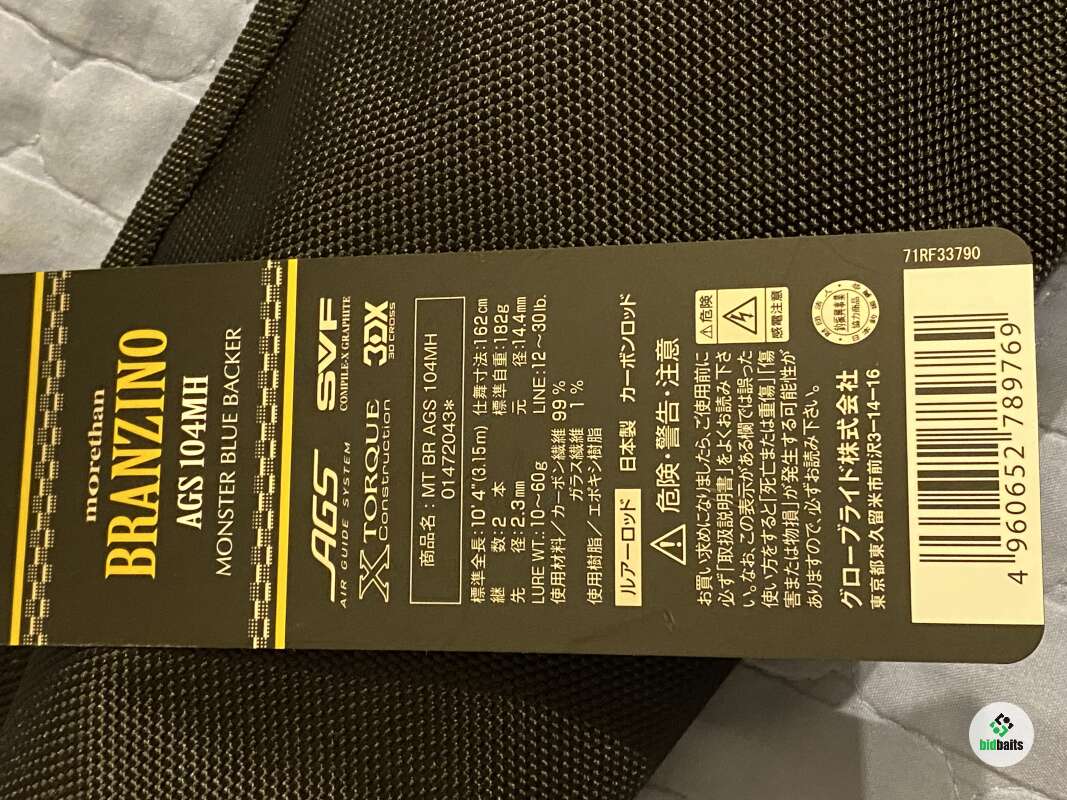 morethan
BRANZINO
AGS 104MH
MONSTER BLUE BACKER
AGS SVF
AIR GUIDE SYSTEM COMPILE-X GRAPHITE
X TORQUE 3DX
Construction 3D CROSS
商品名:MT BR AGS 104MH
01472043*
標準全長:10′4″(3.15m) 仕舞寸法:162cm
継数:2本 標準自重:182g
先径:2.3mm 元径:14.4mm
LURE WT.:10〜60g LINE:12〜30lb.
使用材料/カーボン繊維 99%
ガラス繊維 1%
使用樹脂/エポキシ樹脂
ルアーロッド 日本製 カーボンロッド
⚠危険・警告・注意
お買い求めになりましたら、ご使用前に
必ず「取扱説明書」をよくお読み下さ
い。なお、この表示がある欄では誤った
使い方をすると「死亡または重傷」「傷
害または物損」が発生する可能性が
ありますので、必ずお読み下さい。
⚠危険
感電注意
釣振興事業
協力商品
グローブライド株式会社
東京都東久留米市前沢3-14-16
71RF33790
4 960652 789769
bidbaits